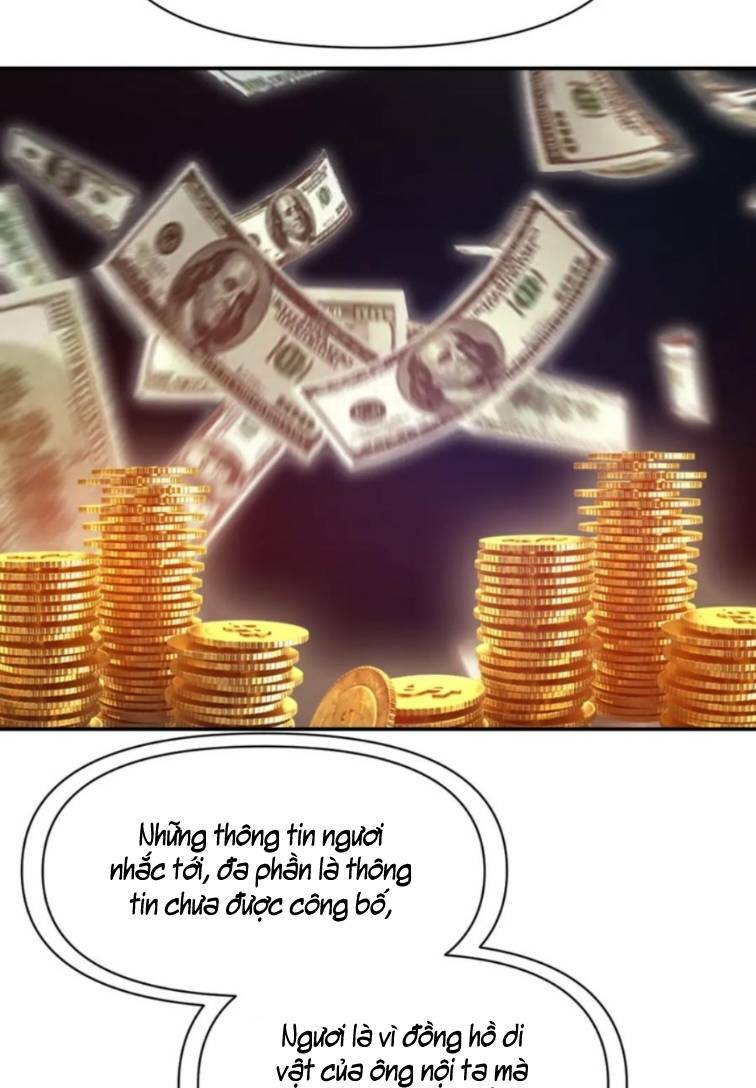 Những thông tin ngươi
nhắc tới, đa phần là thông
tin chưa được công bố,
Ngươi là vì đồng hồ di
vật của ông nội ta mà